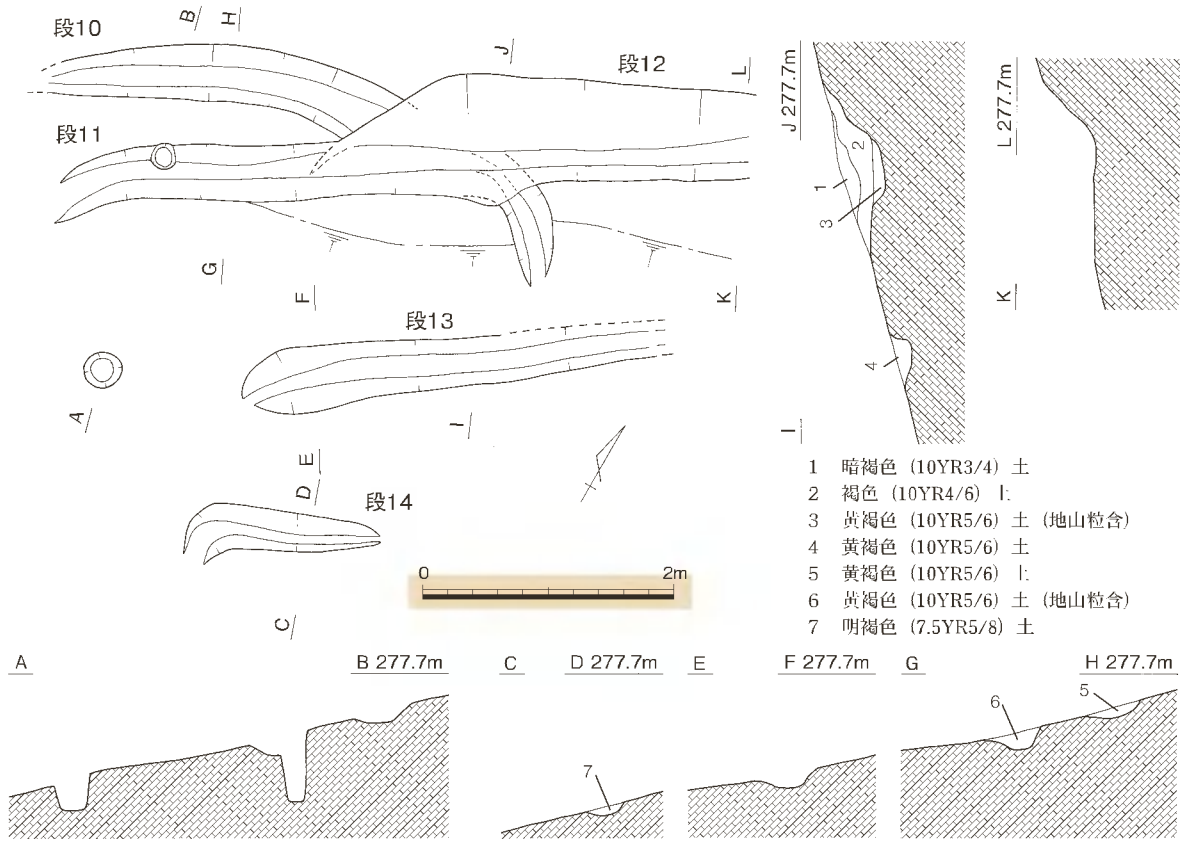 段10
B
H
J
段12
L
段11
G
F
K
段13
A
I
E
D
段14
C
0 2m
J 277.7m
1
2
3
4
I
L 277.7m
K
1 暗褐色 (10YR3/4) 土
2 褐色 (10YR4/6) 土
3 黄褐色 (10YR5/6) 土 (地山粒含)
4 黄褐色 (10YR5/6) 土
5 黄褐色 (10YR5/6) 土
6 黄褐色 (10YR5/6) 土 (地山粒含)
7 明褐色 (7.5YR5/8) 土
A B 277.7m
C D 277.7m
7
E F 277.7m
G H 277.7m
6
5